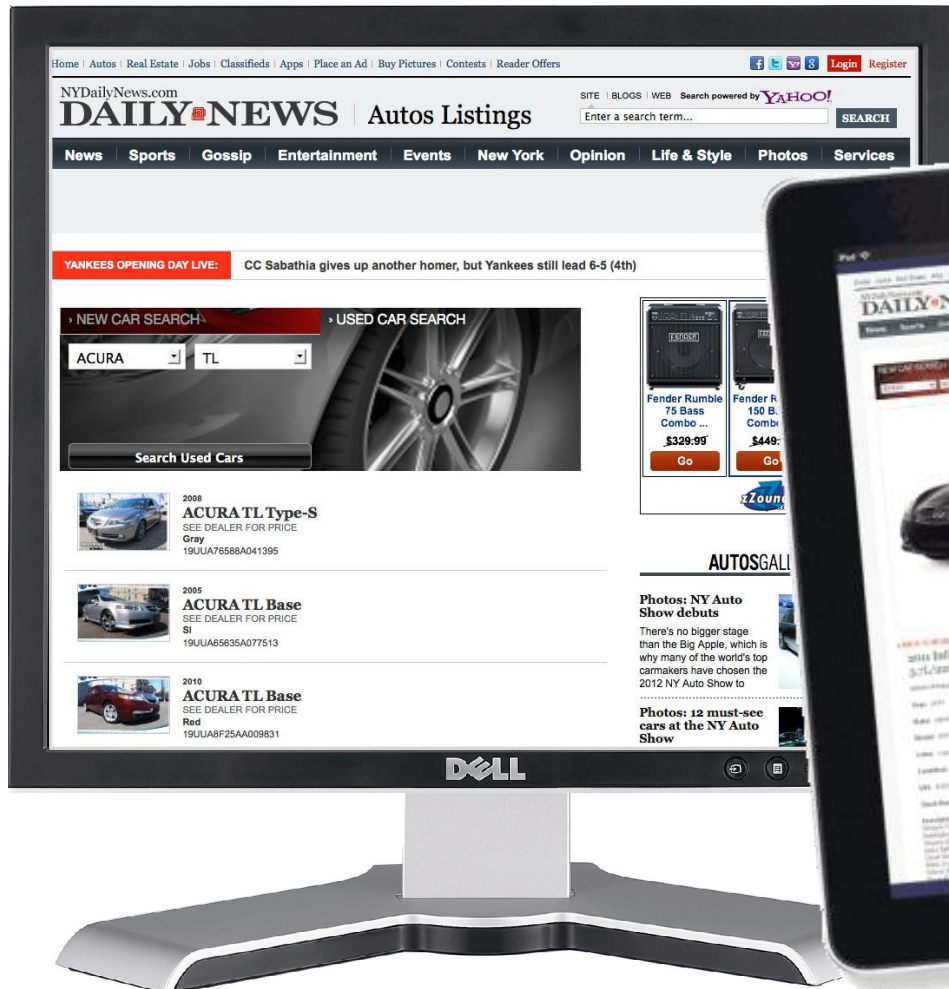 Home | Autos | Real Estate | Jobs | Classifieds | Apps | Place an Ad | Buy Pictures | Contests | Reader Offers
Login Register
NYDailyNews.com
DAILY NEWS Autos Listings
SITE | BLOGS | WEB Search powered by YAHOO!
Enter a search term... SEARCH
News Sports Gossip Entertainment Events New York Opinion Life & Style Photos Services
YANKEES OPENING DAY LIVE: CC Sabathia gives up another homer, but Yankees still lead 6-5 (4th)
› NEW CAR SEARCH › USED CAR SEARCH
ACURA TL
Search Used Cars
2008
ACURA TL Type-S
SEE DEALER FOR PRICE
Gray
19UUA76588A041395
2005
ACURA TL Base
SEE DEALER FOR PRICE
SI
19UUA65635A077513
2010
ACURA TL Base
SEE DEALER FOR PRICE
Red
19UUA8F25AA009831
FENDER
Fender Rumble
75 Bass
Combo ...
$329.99
Go
Fender R
150 B
Comb
$449.
Go
zZoun
AUTOSGALL
Photos: NY Auto
Show debuts
There's no bigger stage
than the Big Apple, which is
why many of the world's top
carmakers have chosen the
2012 NY Auto Show to
Photos: 12 must-see
cars at the NY Auto
Show
DELL
iPad
DAILY N
NEW CAR SEARCH